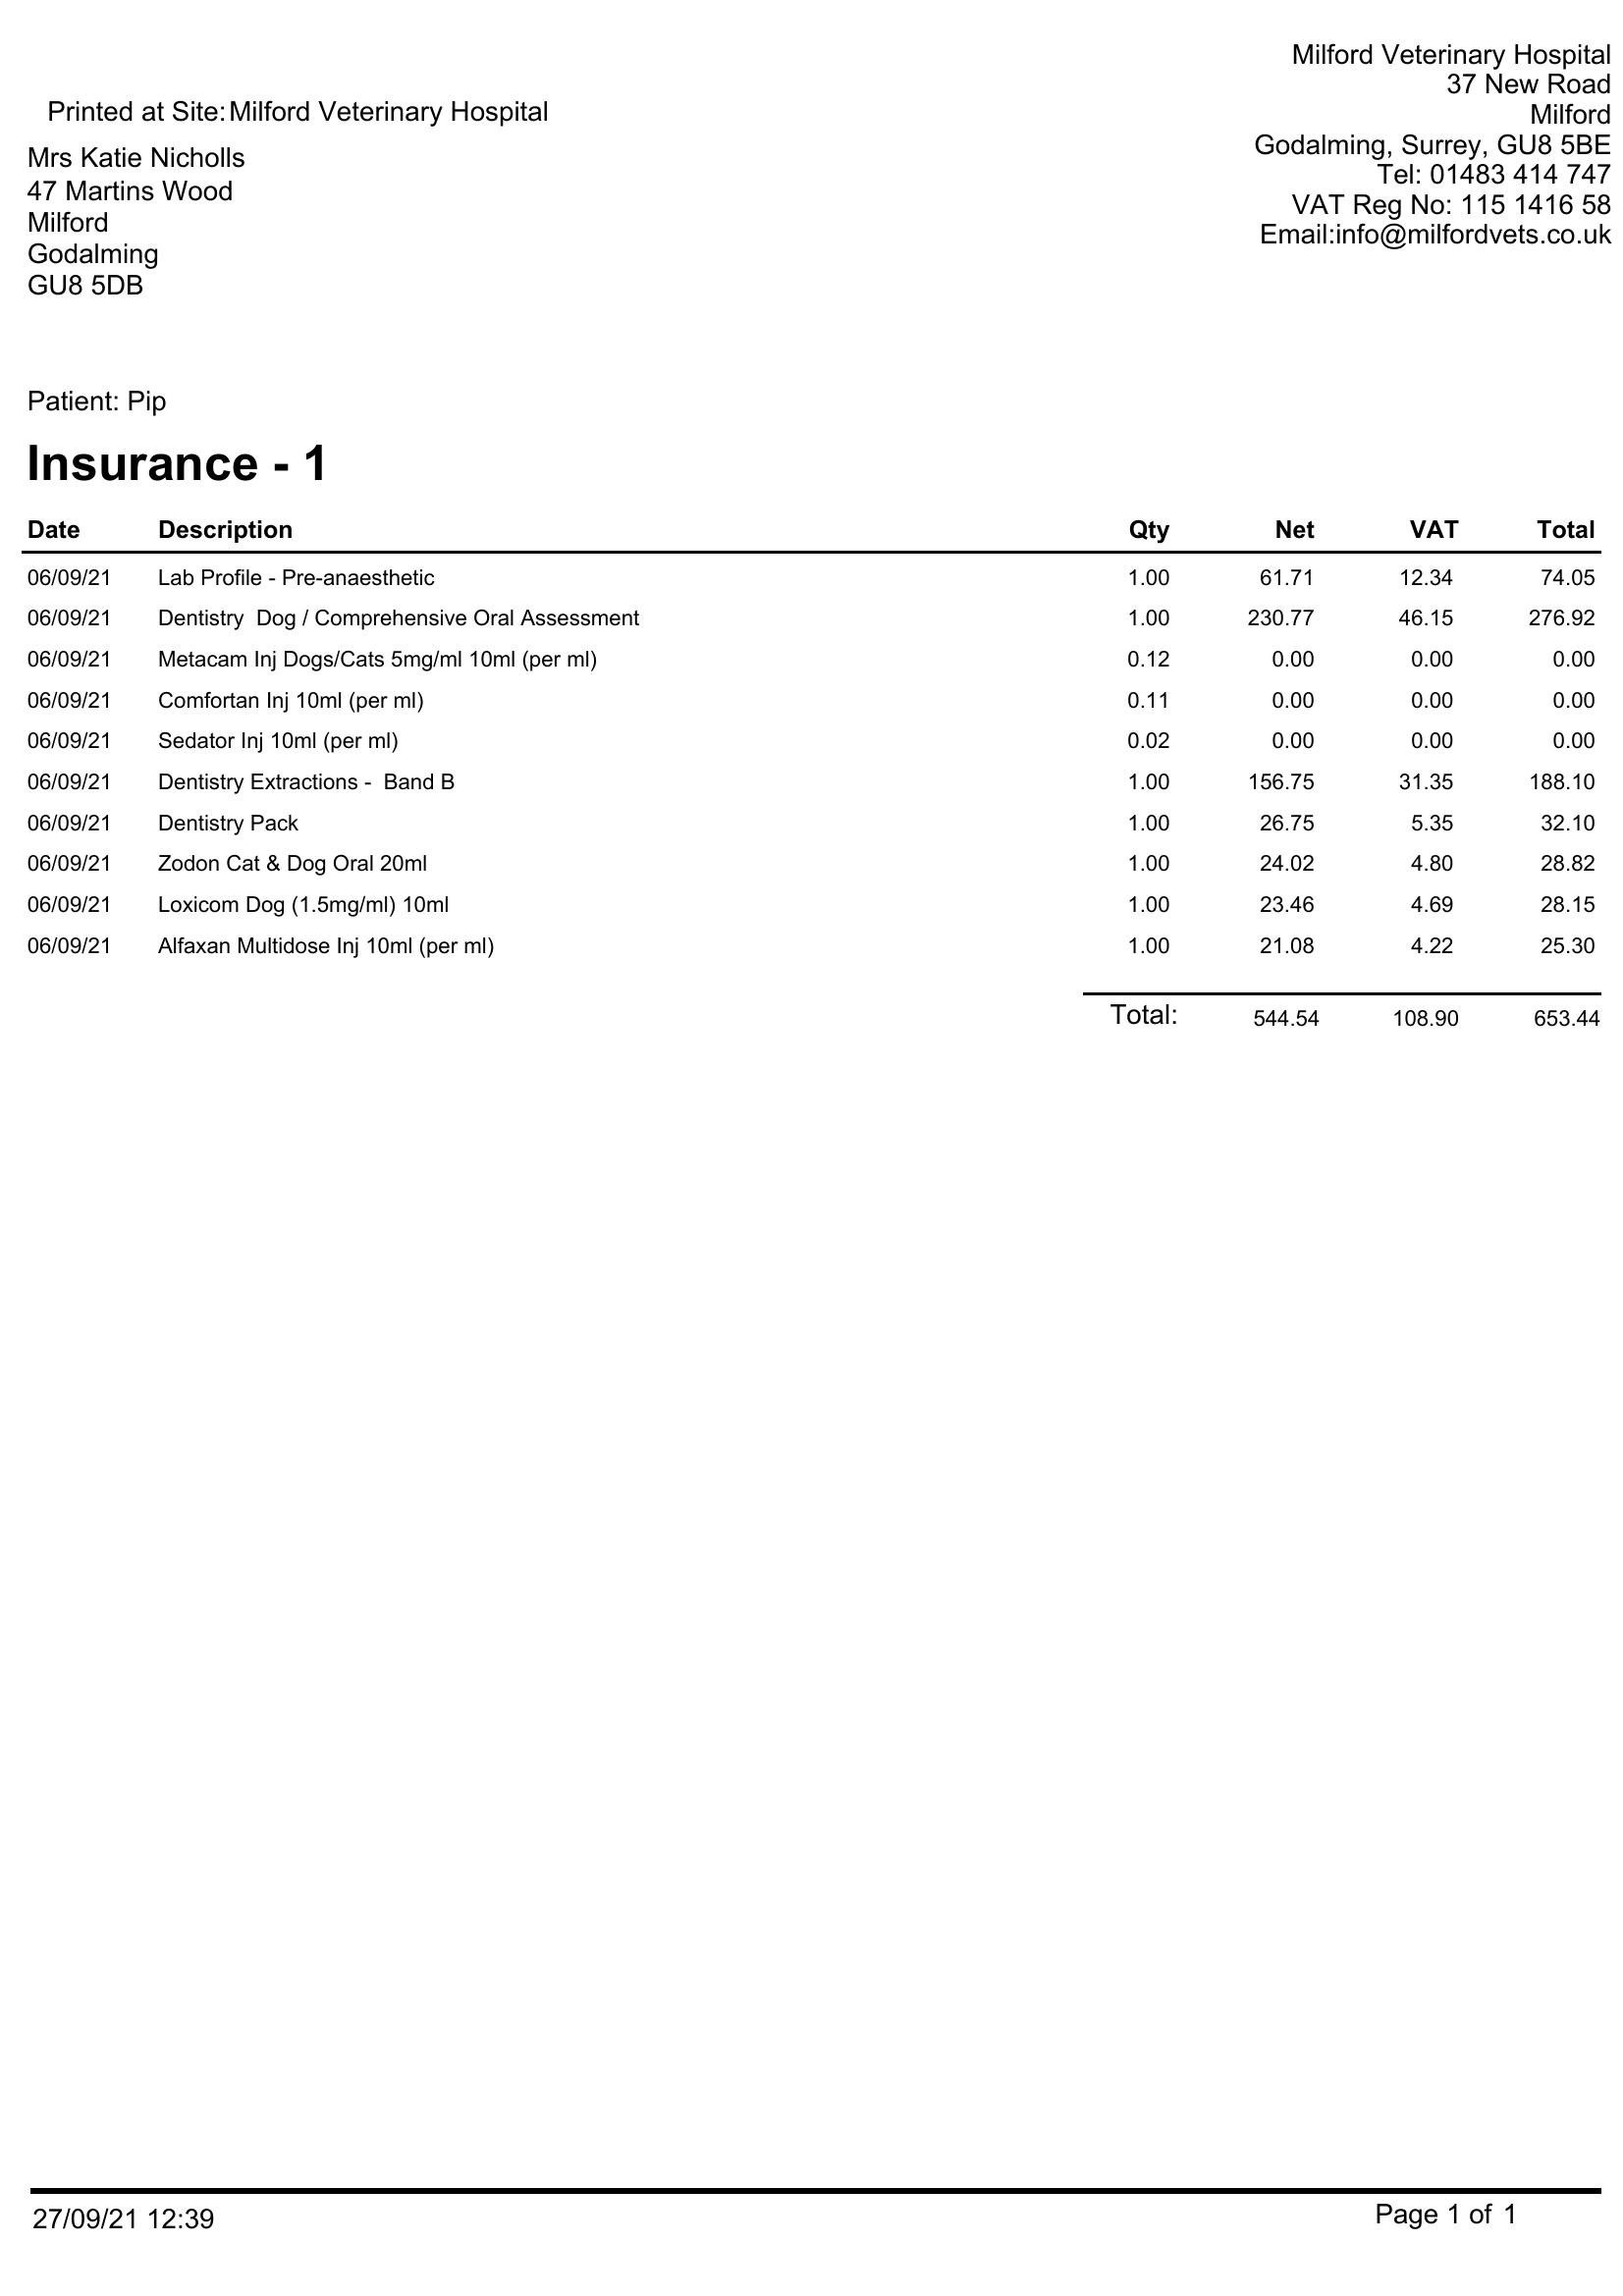 Milford Veterinary Hospital
37 New Road
Milford
Godalming, Surrey, GU8 5BE
Tel: 01483 414 747
VAT Reg No: 115 1416 58
Email:info@milfordvets.co.uk
Printed at Site: Milford Veterinary Hospital
Mrs Katie Nicholls
47 Martins Wood
Milford
Godalming
GU8 5DB
Patient: Pip
Insurance - 1
Date Description Qty Net VAT Total
06/09/21 Lab Profile - Pre-anaesthetic 1.00 61.71 12.34 74.05
06/09/21 Dentistry  Dog / Comprehensive Oral Assessment 1.00 230.77 46.15 276.92
06/09/21 Metacam Inj Dogs/Cats 5mg/ml 10ml (per ml) 0.12 0.00 0.00 0.00
06/09/21 Comfortan Inj 10ml (per ml) 0.11 0.00 0.00 0.00
06/09/21 Sedator Inj 10ml (per ml) 0.02 0.00 0.00 0.00
06/09/21 Dentistry Extractions -  Band B 1.00 156.75 31.35 188.10
06/09/21 Dentistry Pack 1.00 26.75 5.35 32.10
06/09/21 Zodon Cat & Dog Oral 20ml 1.00 24.02 4.80 28.82
06/09/21 Loxicom Dog (1.5mg/ml) 10ml 1.00 23.46 4.69 28.15
06/09/21 Alfaxan Multidose Inj 10ml (per ml) 1.00 21.08 4.22 25.30
Total: 544.54 108.90 653.44
27/09/21 12:39 Page 1 of 1